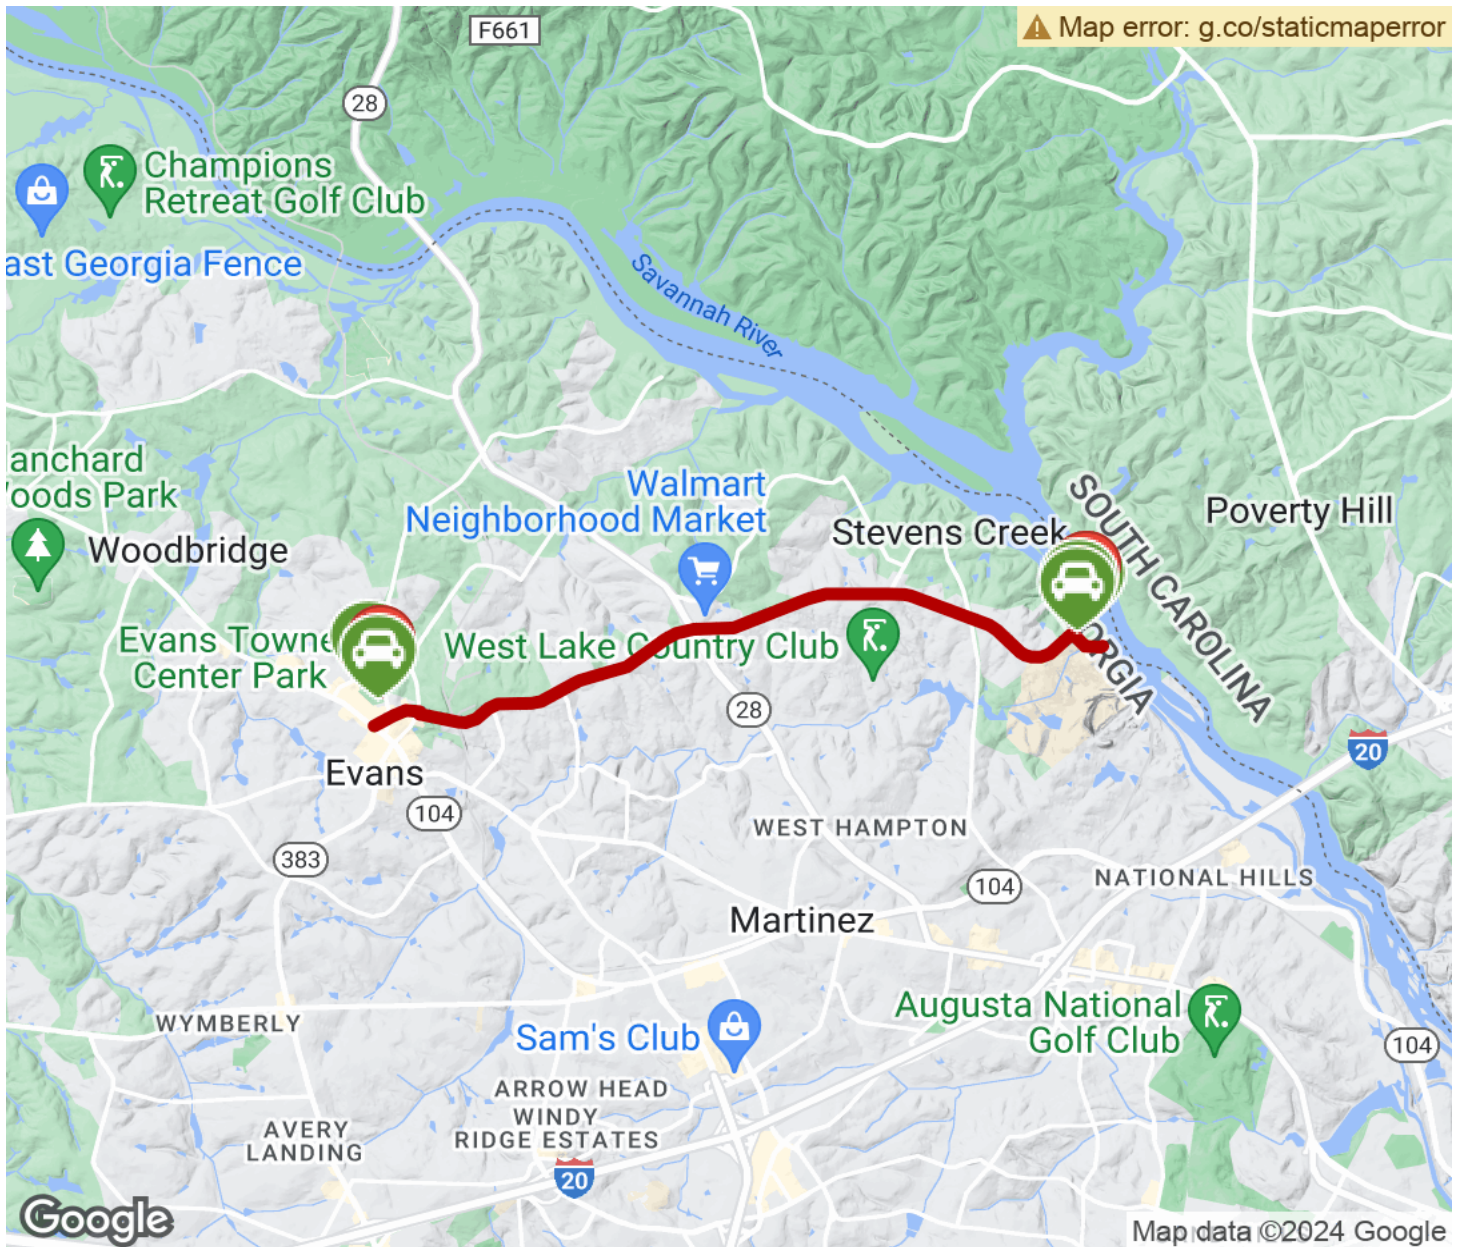 F661
Map error: g.co/staticmaperror
28
Champions
Retreat Golf Club
ast Georgia Fence
Savannah River
anchard
oods Park
Woodbridge
Walmart
Neighborhood Market
Stevens Creek
SOUTH CAROLINA
Poverty Hill
Evans Towne
Center Park
West Lake Country Club
ORGIA
28
20
Evans
104
383
WEST HAMPTON
104
NATIONAL HILLS
Martinez
WYMBERLY
Sam's Club
Augusta National
Golf Club
104
ARROW HEAD
WINDY
RIDGE ESTATES
AVERY
LANDING
20
Google
Map data ©2024 Google